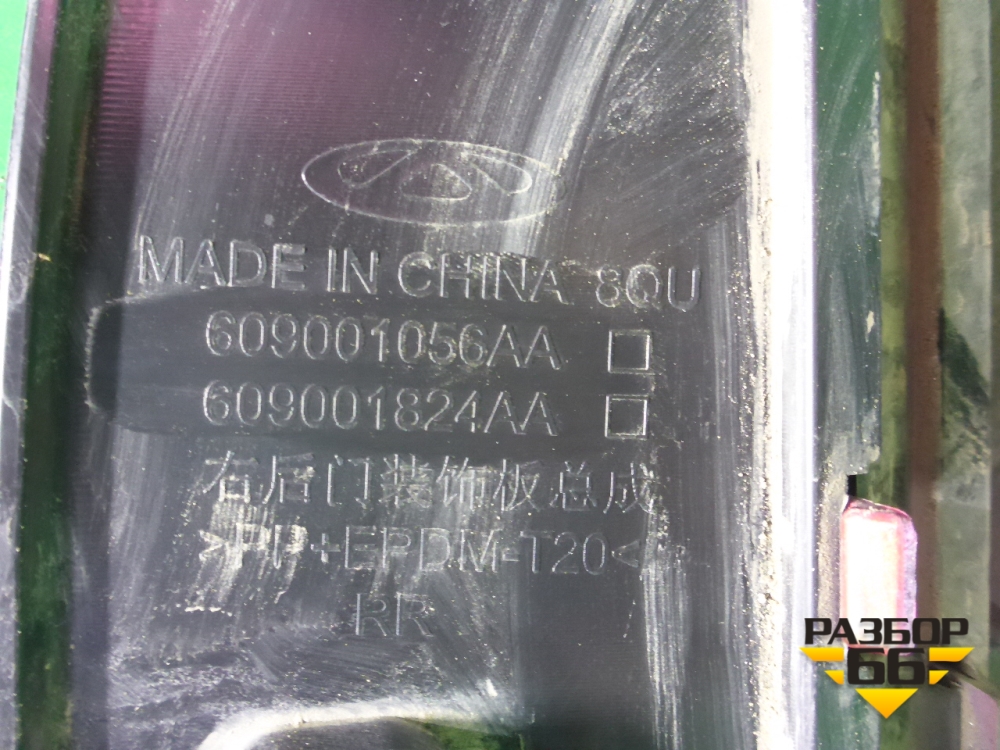 MADE IN CHINA 8QU
609001056AA
609001824AA
右后门装饰板总成
>PP+EPDM-T20<
RR
РАЗБОР
66